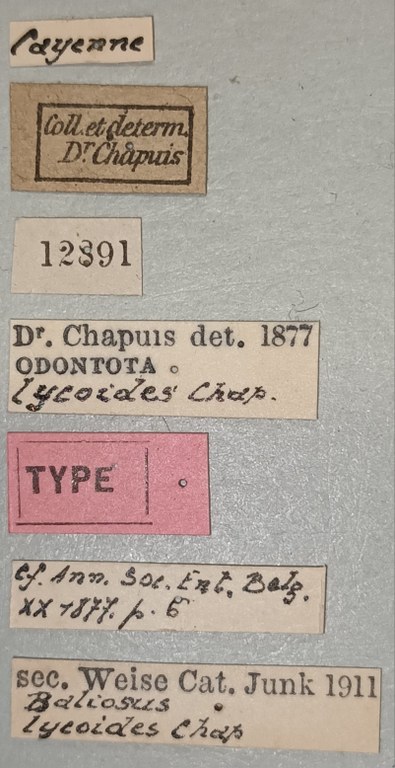 Cayenne
Coll. et determ.
Dr Chapuis
12891
Dr. Chapuis det. 1877
ODONTOTA
lycoides Chap.
TYPE
cf. Ann. Soc. Ent. Belg.
XX 1877. p. 6
sec. Weise Cat. Junk 1911
Baliosus
lycoides Chap